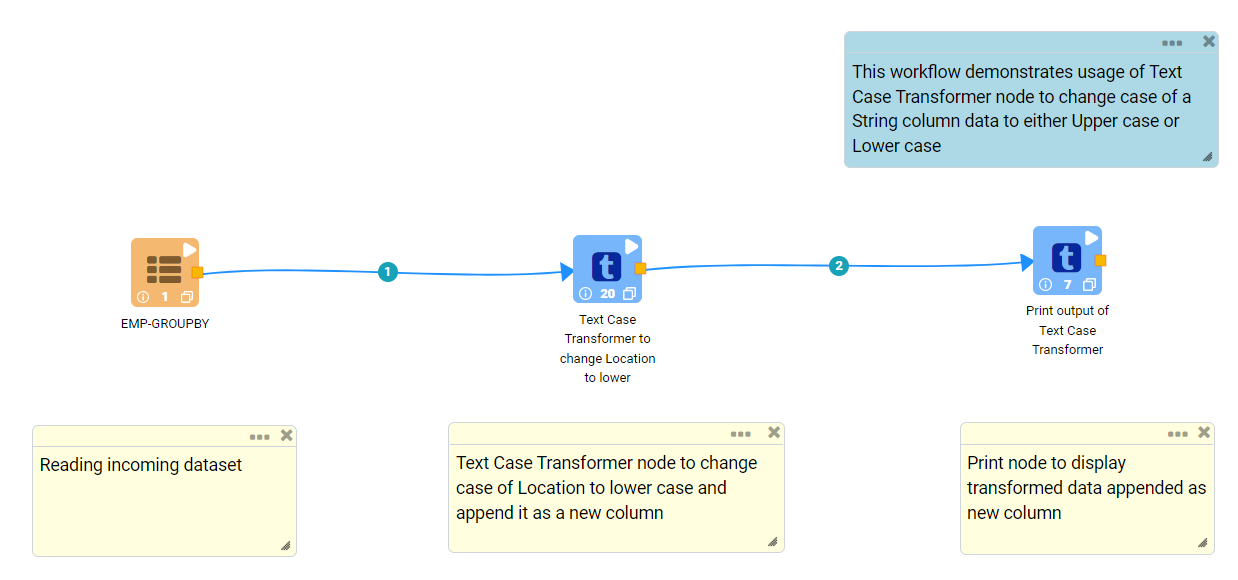 This workflow demonstrates usage of Text
Case Transformer node to change case of a
String column data to either Upper case or
Lower case
1
2
t
t
1
20
7
EMP-GROUPBY
Text Case
Transformer to
change Location
to lower
Print output of
Text Case
Transformer
Reading incoming dataset
Text Case Transformer node to change
case of Location to lower case and
append it as a new column
Print node to display
transformed data appended as
new column